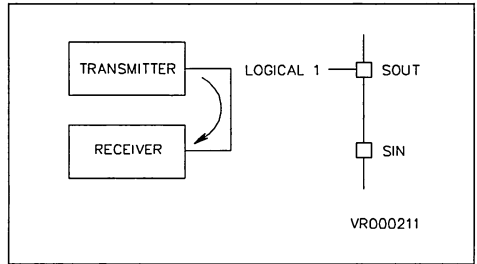 TRANSMITTER
LOGICAL 1
SOUT
RECEIVER
SIN
VR000211